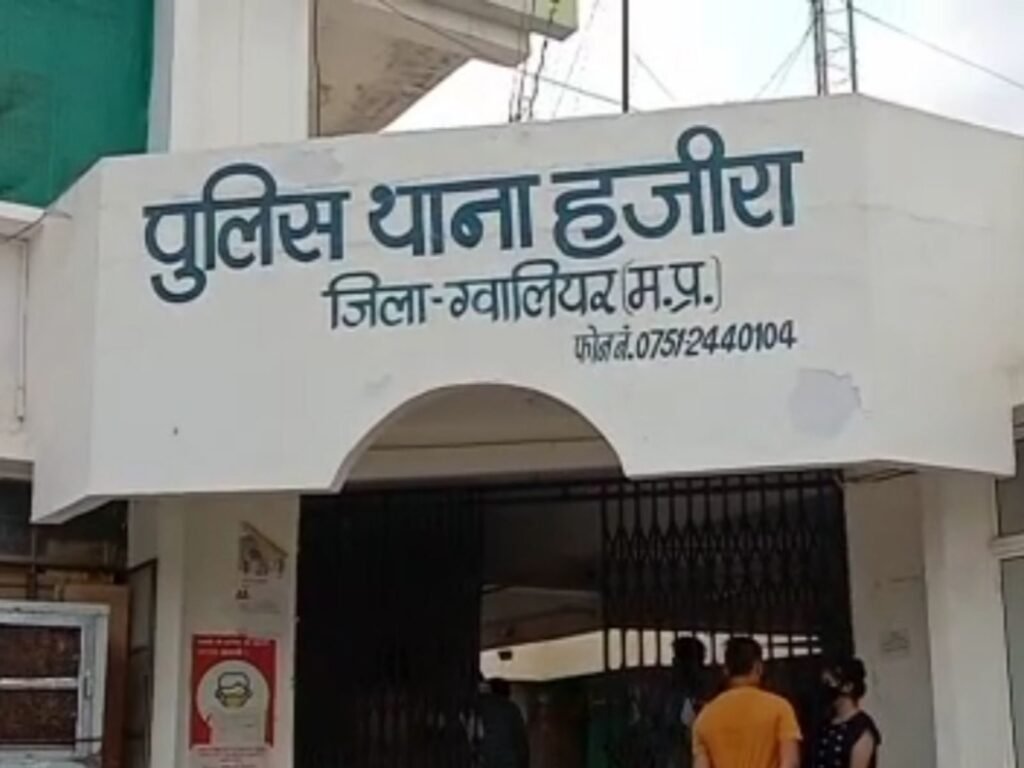 पुलिस थाना हजीरा
जिला-ग्वालियर (म.प्र.)
फोन नं. 0751-2440104